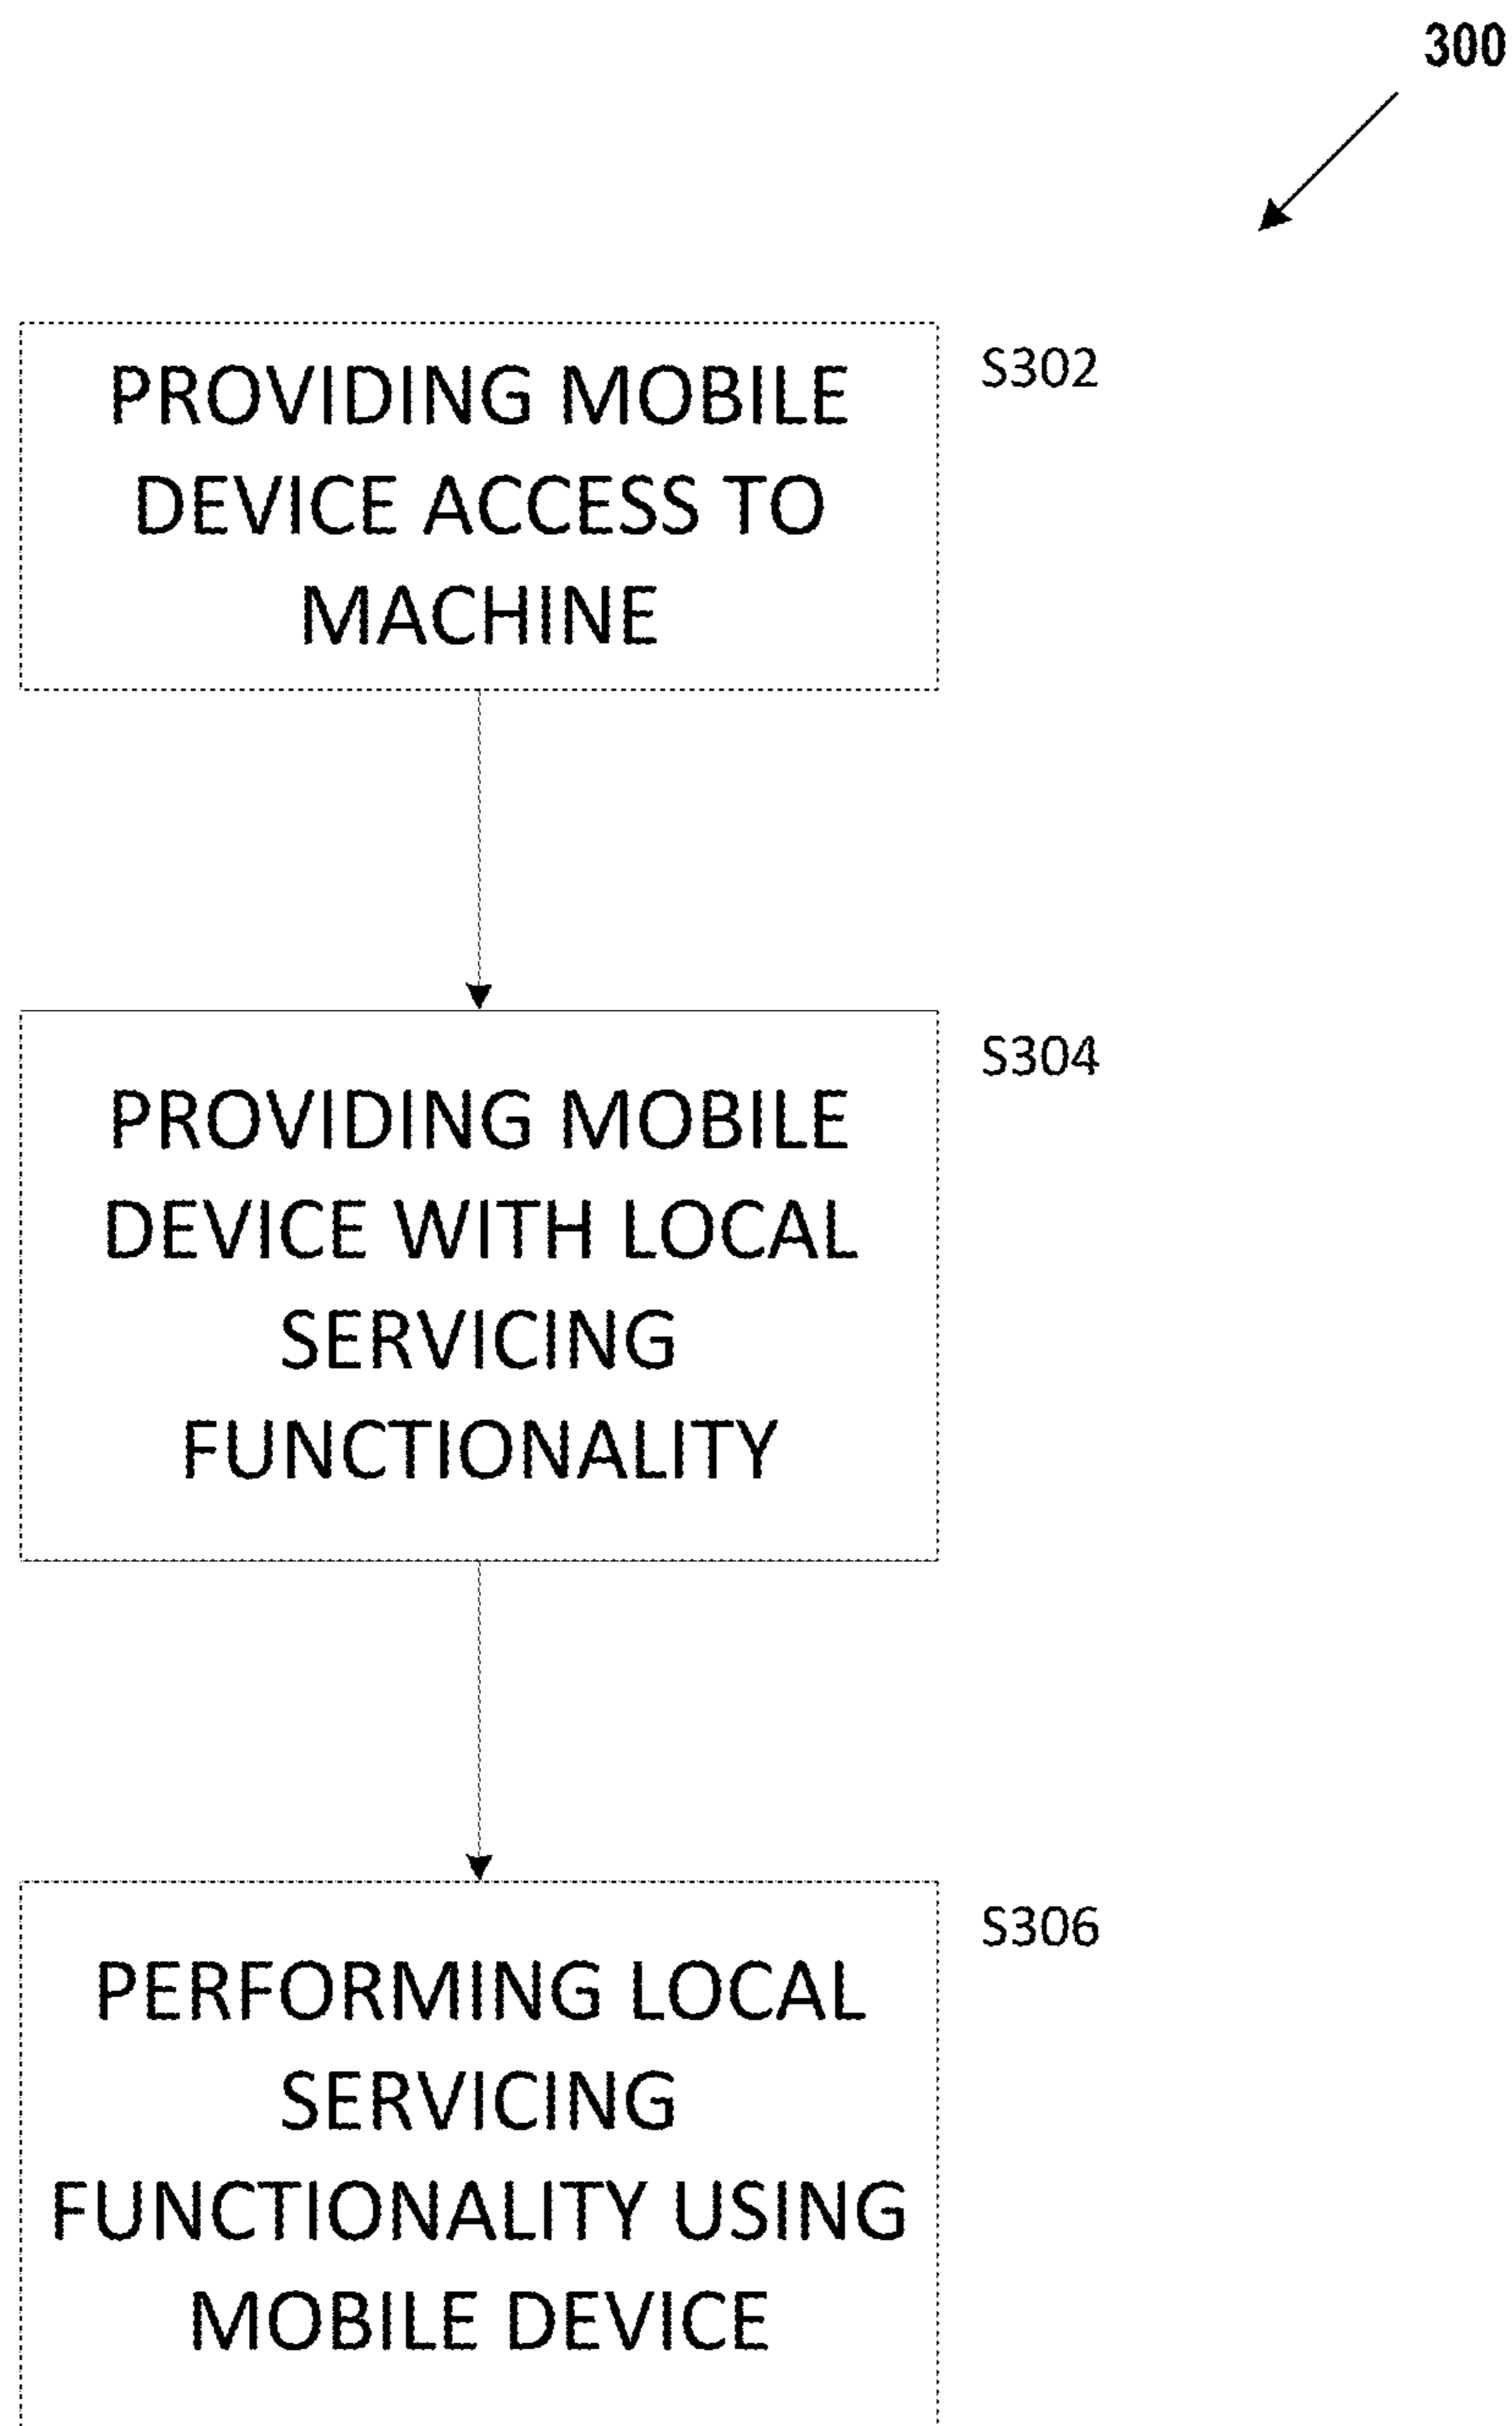 300
PROVIDING MOBILE
DEVICE ACCESS TO
MACHINE
S302
PROVIDING MOBILE
DEVICE WITH LOCAL
SERVICING
FUNCTIONALITY
S304
PERFORMING LOCAL
SERVICING
FUNCTIONALITY USING
MOBILE DEVICE
S306